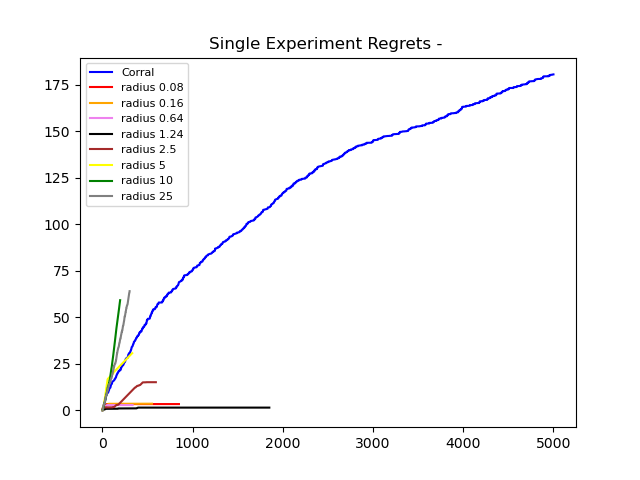 Single Experiment Regrets -
Corral
radius 0.08
radius 0.16
radius 0.64
radius 1.24
radius 2.5
radius 5
radius 10
radius 25
175
150
125
100
75
50
25
0
0 1000 2000 3000 4000 5000